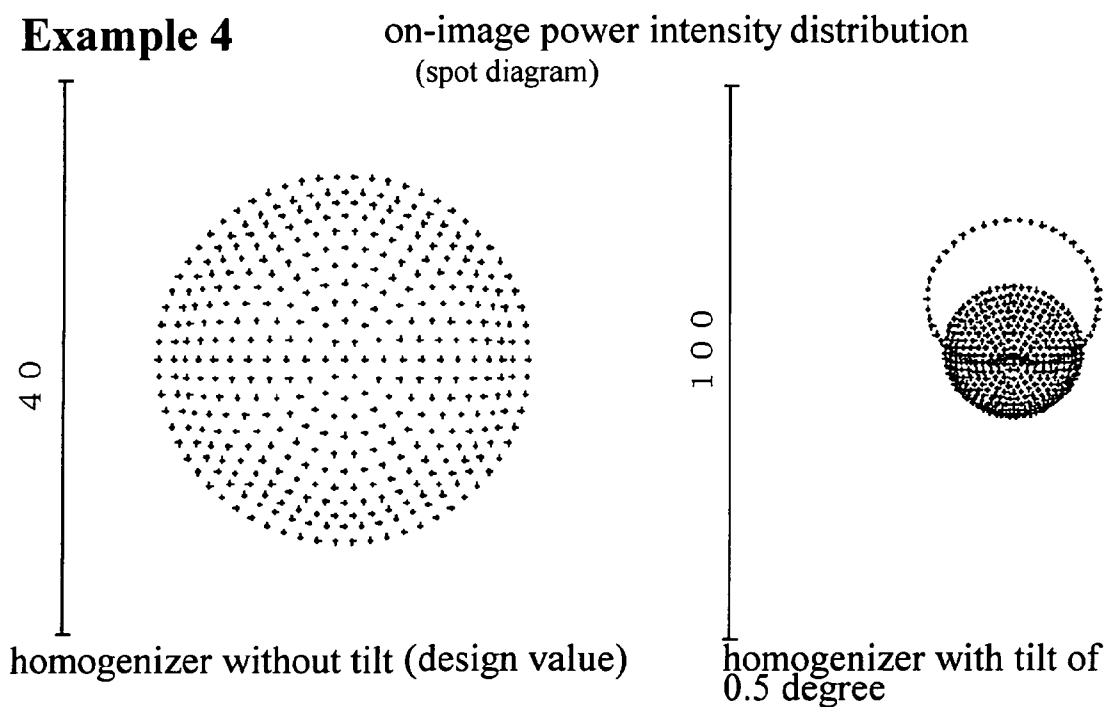 Example 4
on-image power intensity distribution
(spot diagram)
40
100
homogenizer without tilt (design value)
homogenizer with tilt of
0.5 degree